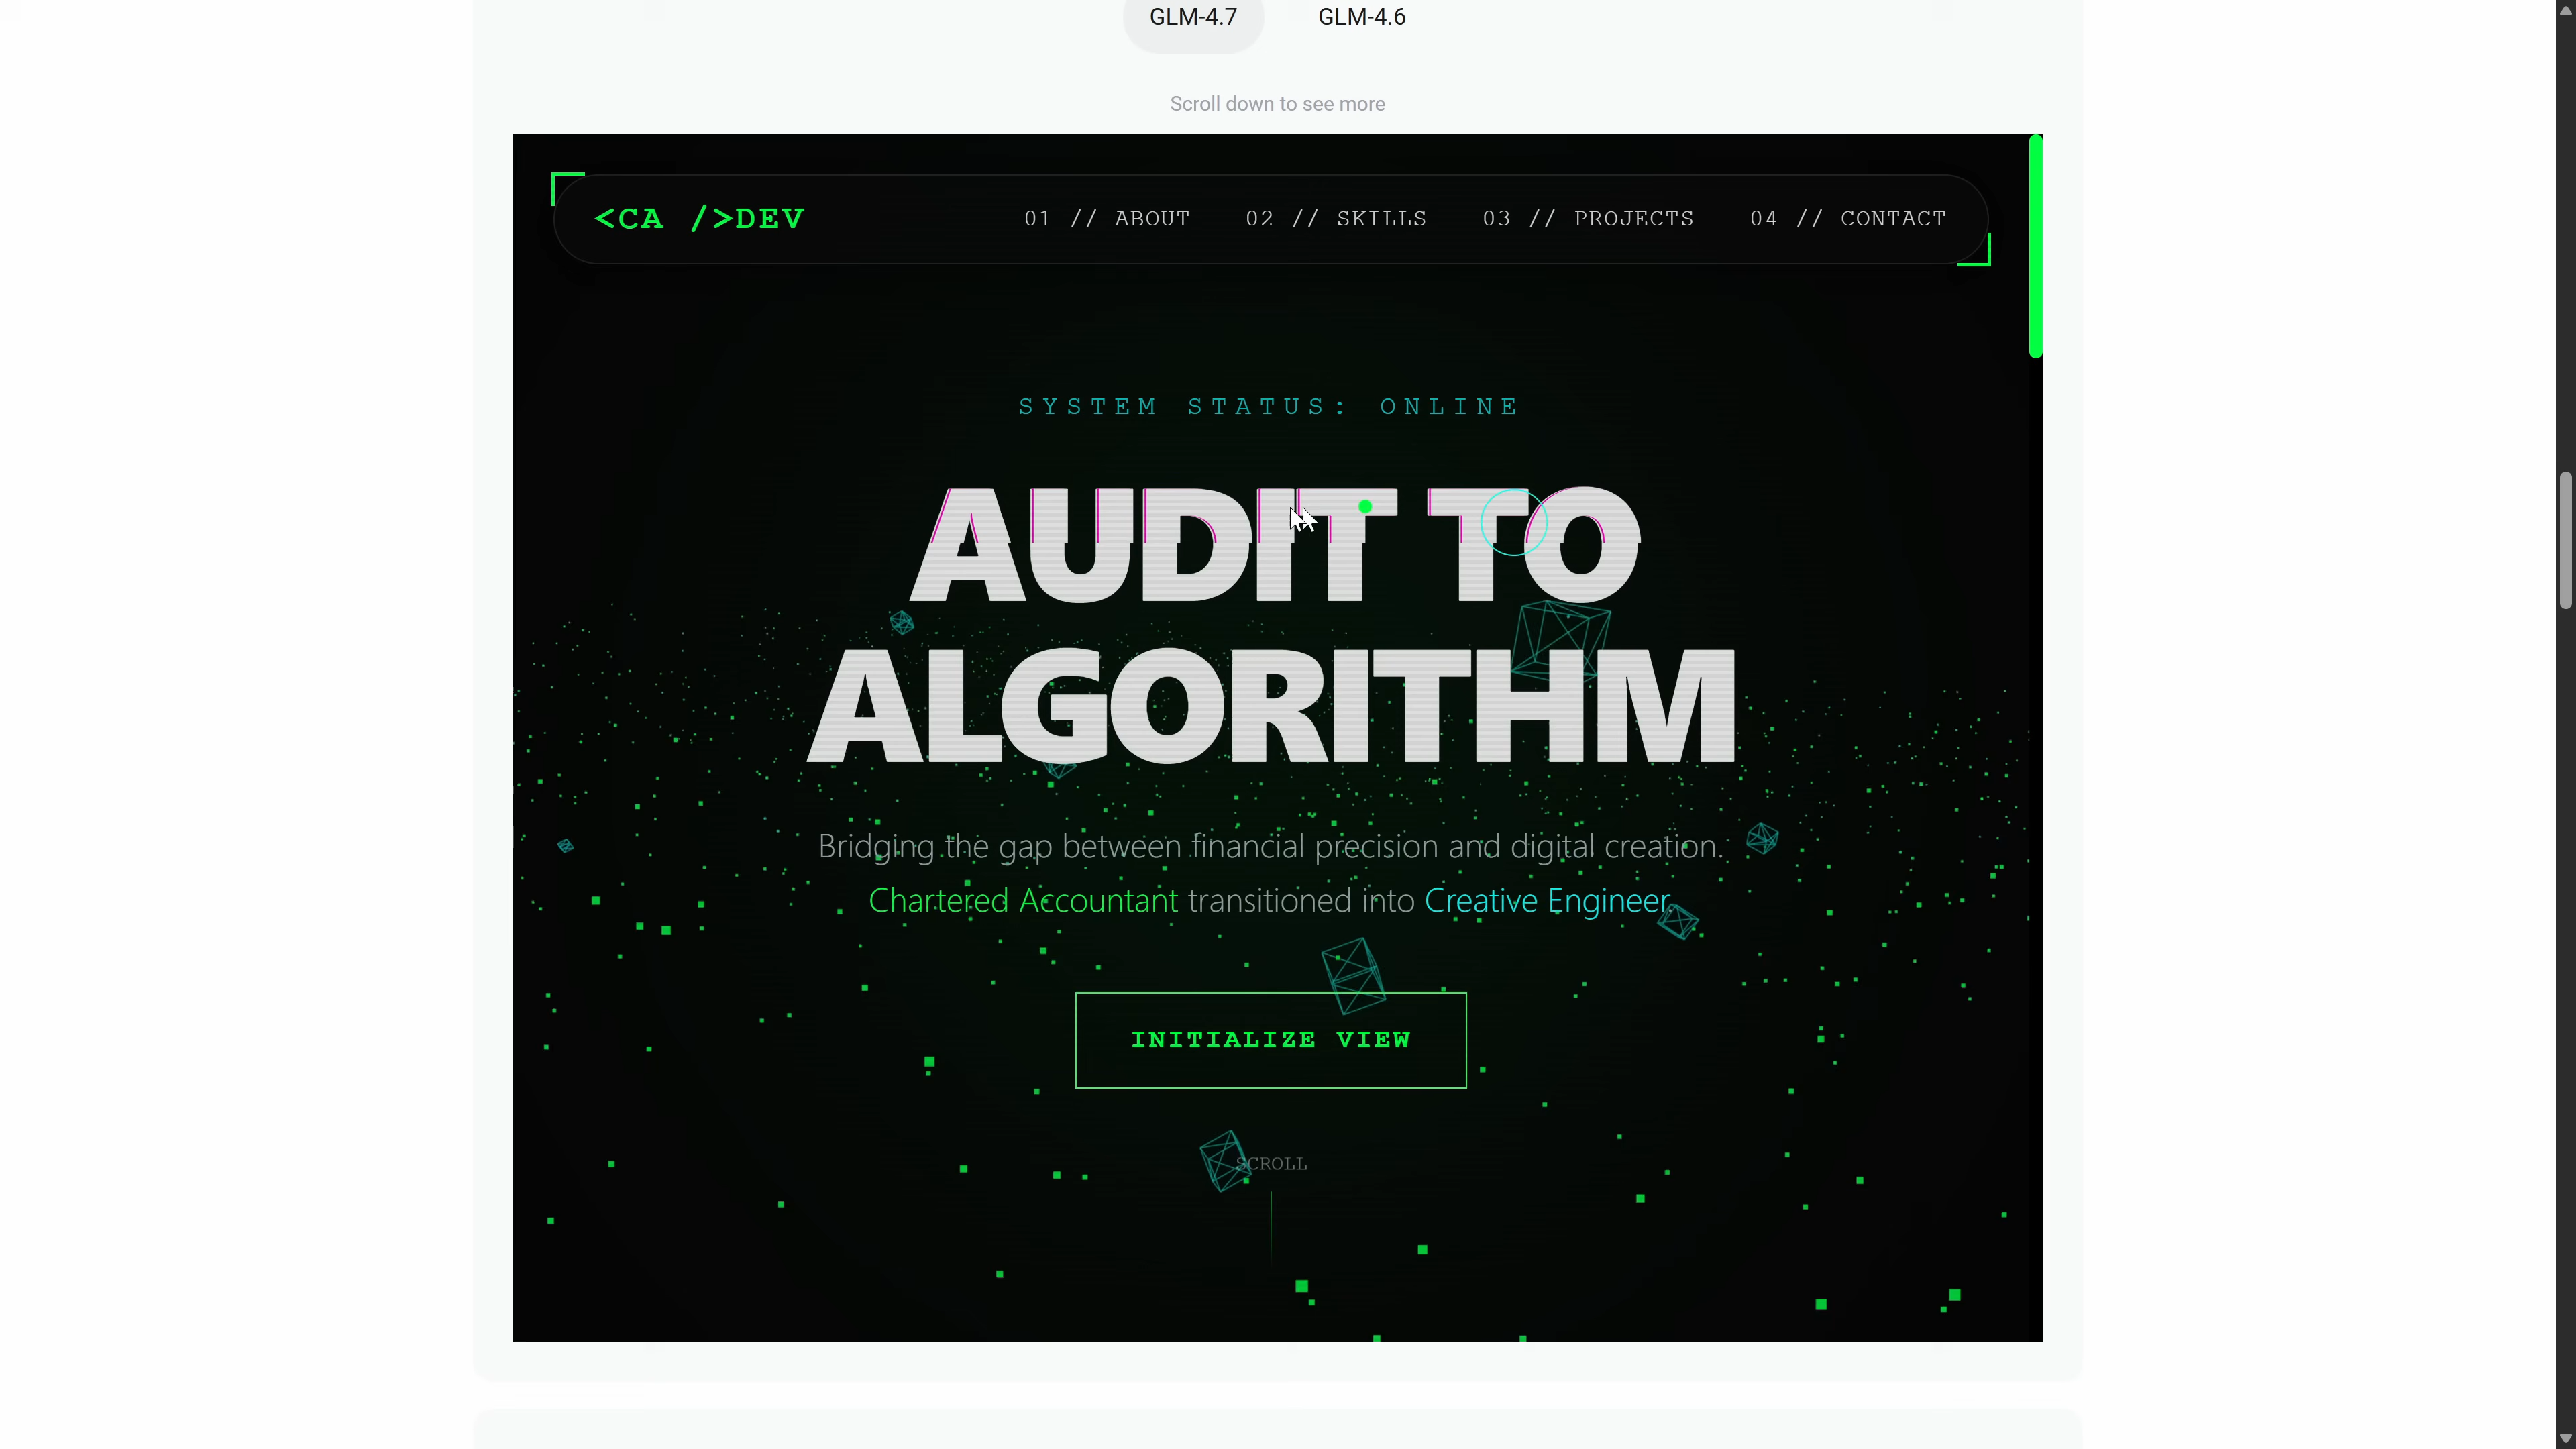 GLM-4.7 GLM-4.6
Scroll down to see more
<CA />DEV 01 // ABOUT 02 // SKILLS 03 // PROJECTS 04 // CONTACT
SYSTEM STATUS: ONLINE
AUDIT TO
ALGORITHM
Bridging the gap between financial precision and digital creation.
Chartered Accountant transitioned into Creative Engineer.
INITIALIZE VIEW
SCROLL